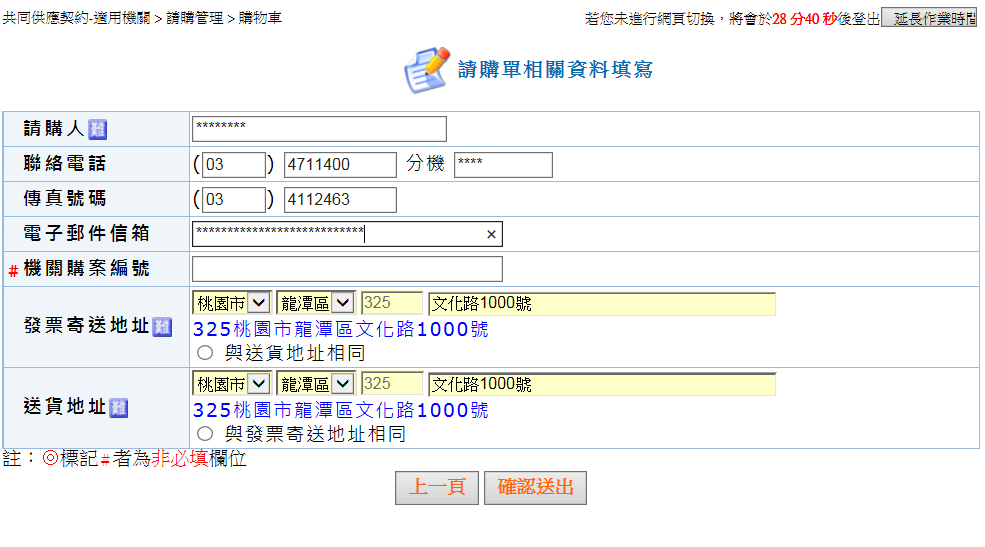 共同供應契約-適用機關 > 請購管理 > 購物車
若您未進行網頁切換，將會於28 分40 秒後登出 延長作業時間
請購單相關資料填寫
請購人難 ********
聯絡電話 (03) 4711400 分機 ****
傳真號碼 (03) 4112463
電子郵件信箱 *************************** ×
#機關購案編號
發票寄送地址難 桃園市 龍潭區 325 文化路1000號
325桃園市龍潭區文化路1000號
與送貨地址相同
送貨地址難 桃園市 龍潭區 325 文化路1000號
325桃園市龍潭區文化路1000號
與發票寄送地址相同
註：◎標記#者為非必填欄位
上一頁 確認送出